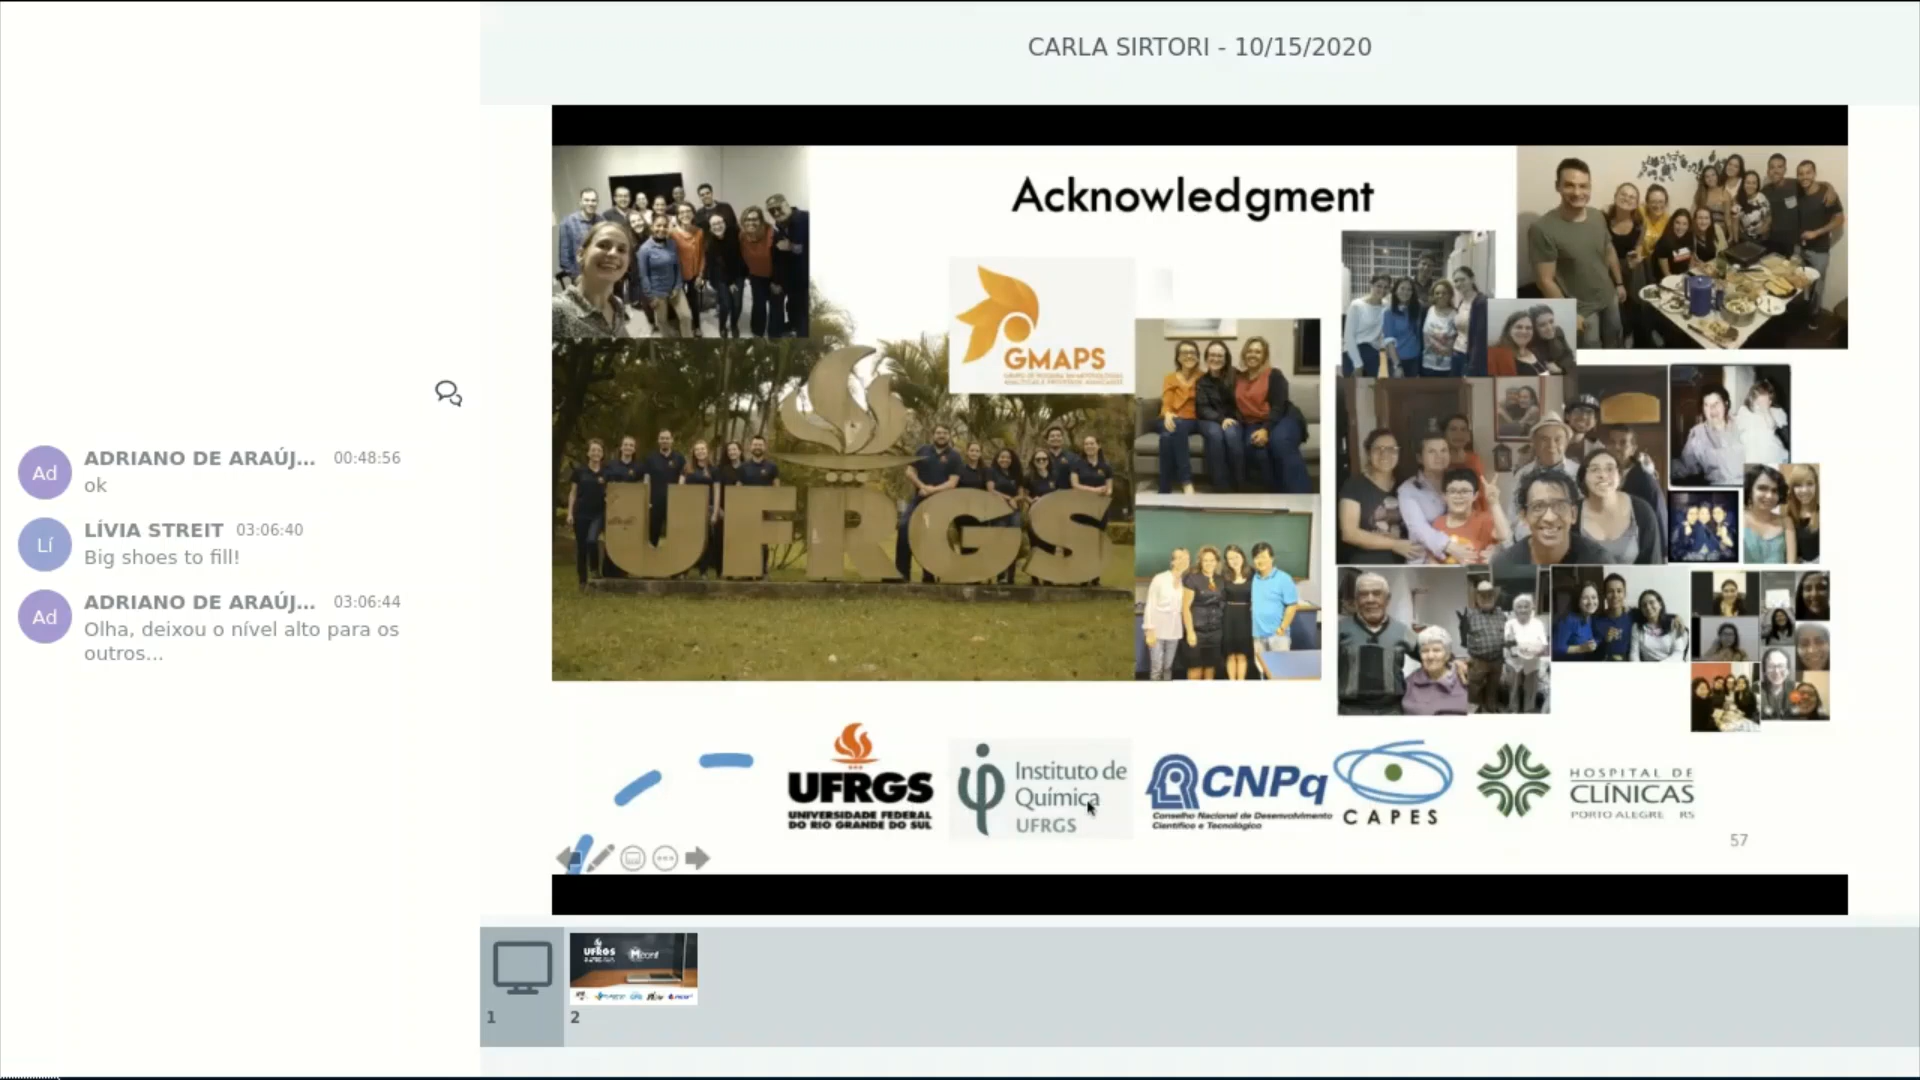 CARLA SIRTORI - 10/15/2020
ADRIANO DE ARAÚJ... 00:48:56
ok
LÍVIA STREIT 03:06:40
Big shoes to fill!
ADRIANO DE ARAÚJ... 03:06:44
Olha, deixou o nível alto para os
outros...
Acknowledgment
GMAPS
UFRGS
UFRGS
UNIVERSIDADE FEDERAL
DO RIO GRANDE DO SUL
Instituto de
Química
UFRGS
CNPq
Conselho Nacional de Desenvolvimento
Científico e Tecnológico
CAPES
HOSPITAL DE
CLÍNICAS
PORTO ALEGRE RS
57
1
UFRGS
Mconf
2